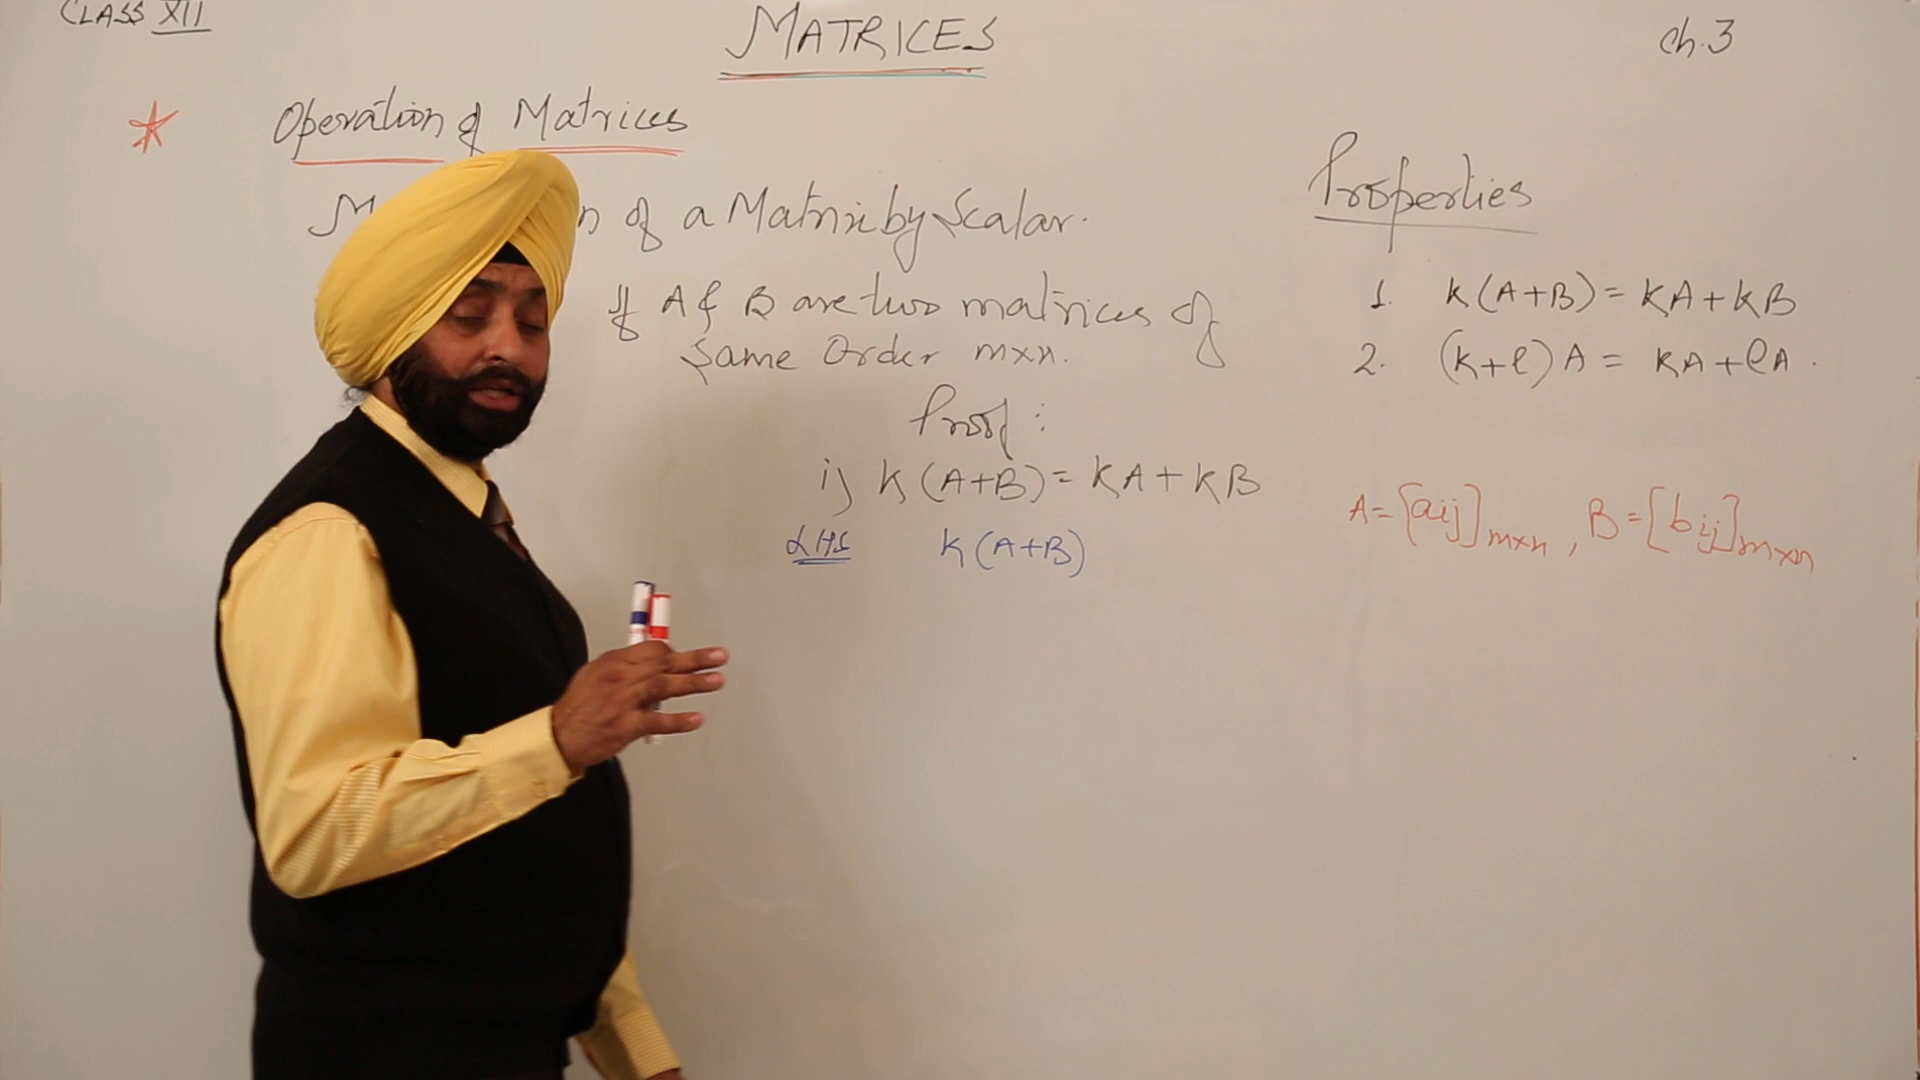 CLASS XII
MATRICES
Ch. 3
Operation of Matrices
of a Matrix by Scalar.
If A & B are two matrices of
same Order m×n.
Proof :
i) K(A+B) = KA + KB
LHS K(A+B)
Properties
1. K(A+B) = KA + KB
2. (K+l)A = KA + lA .
A = [aij]m×n , B = [bij]m×n